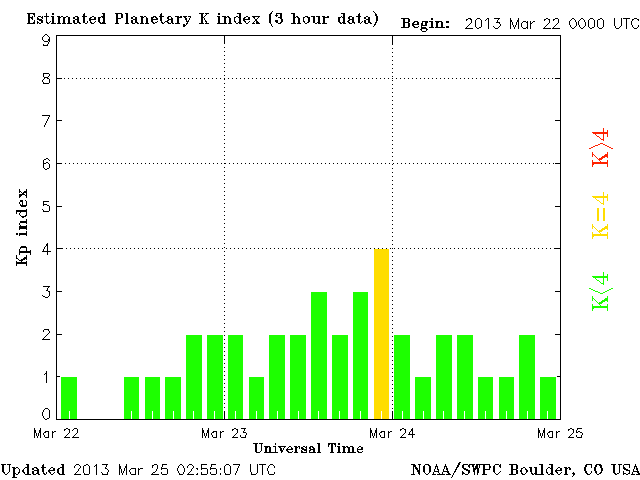 Estimated Planetary K index (3 hour data) Begin: 2013 Mar 22 0000 UTC
9
8
7
6
5
4
3
2
1
0
Kp index
K>4
K=4
K<4
Mar 22 Mar 23 Mar 24 Mar 25
Universal Time
Updated 2013 Mar 25 02:55:07 UTC NOAA/SWPC Boulder, CO USA